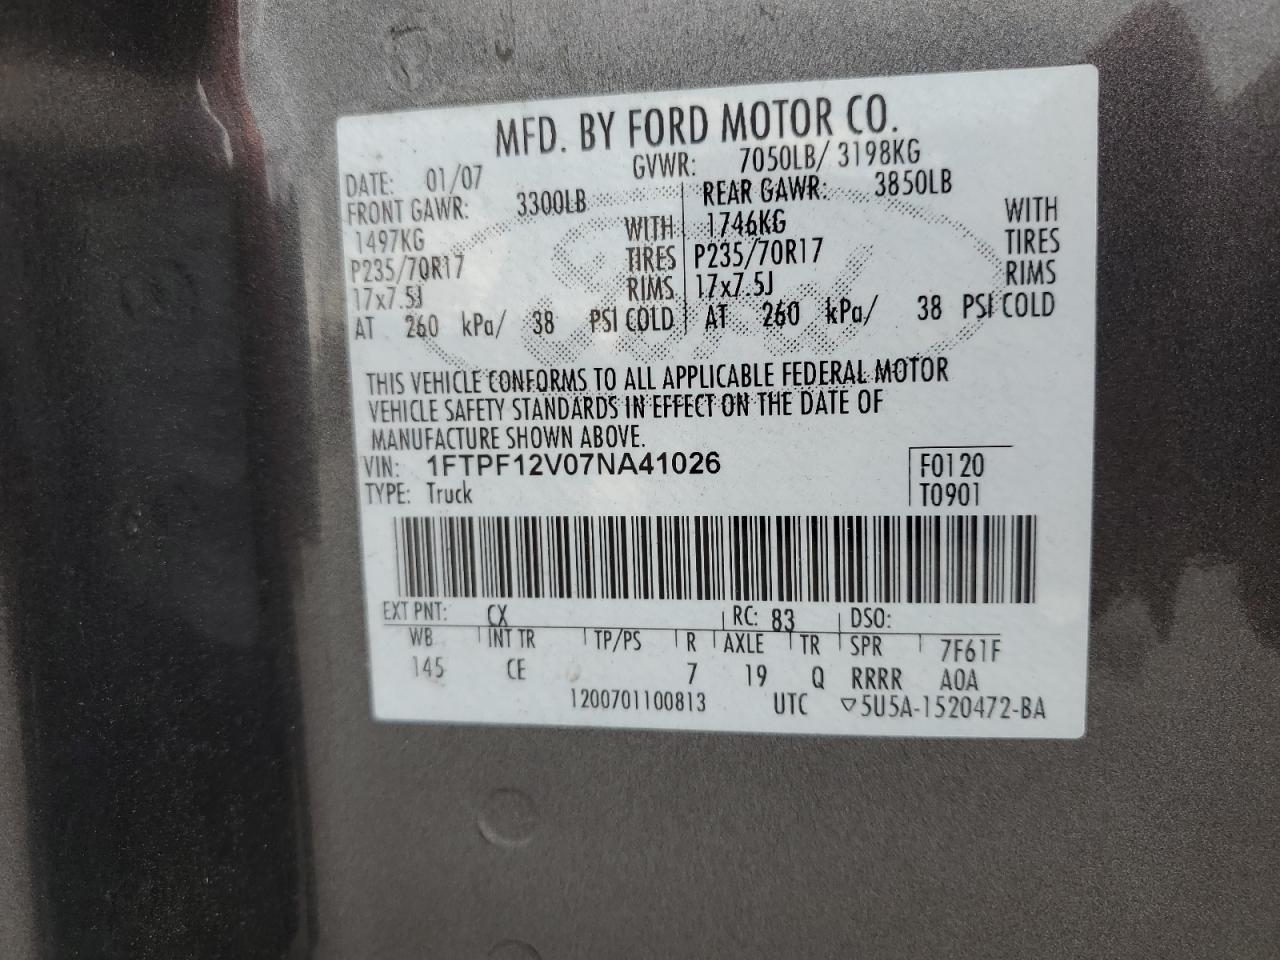 MFD. BY FORD MOTOR CO.
DATE: 01/07 GVWR: 7050LB/ 3198KG
FRONT GAWR: 3300LB REAR GAWR: 3850LB
1497KG WITH 1746KG WITH
P235/70R17 TIRES P235/70R17 TIRES
17x7.5J RIMS 17x7.5J RIMS
AT 260 kPa/ 38 PSI COLD AT 260 kPa/ 38 PSI COLD
THIS VEHICLE CONFORMS TO ALL APPLICABLE FEDERAL MOTOR
VEHICLE SAFETY STANDARDS IN EFFECT ON THE DATE OF
MANUFACTURE SHOWN ABOVE.
VIN: 1FTPF12V07NA41026 F0120
TYPE: Truck T0901
EXT PNT: CX RC: 83 DSO:
WB INT TR TP/PS R AXLE TR SPR 7F61F
145 CE 7 19 Q RRRR A0A
1200701100813 UTC ▽5U5A-1520472-BA